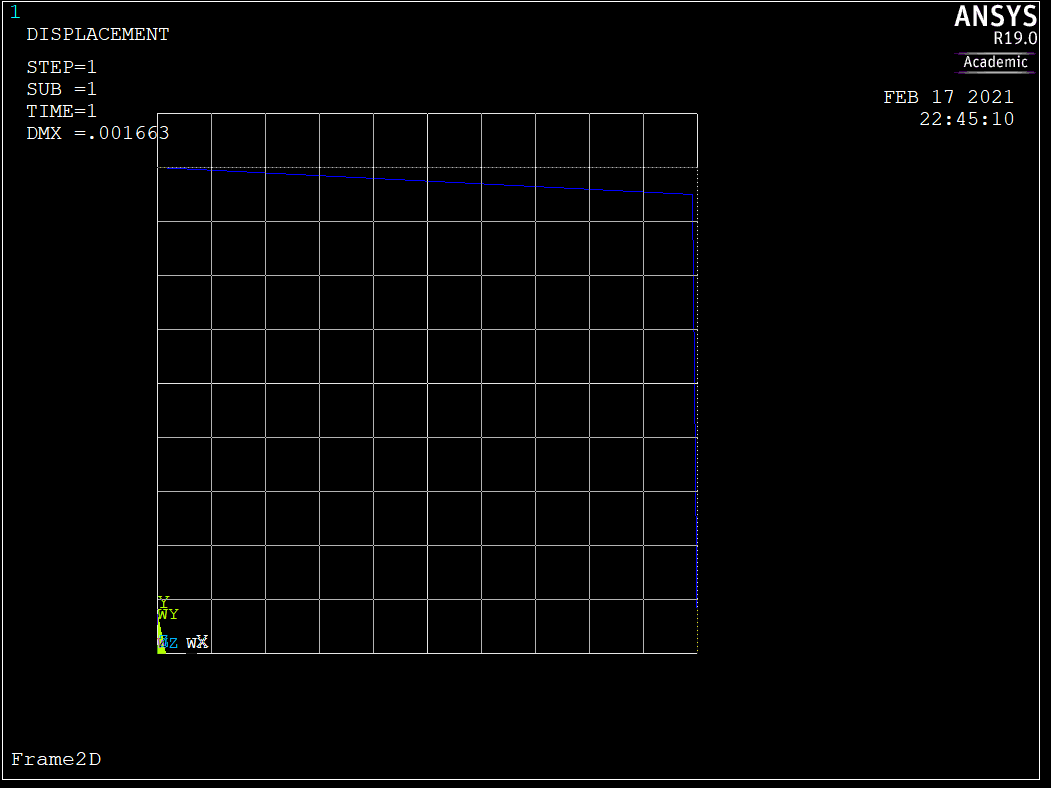 1
DISPLACEMENT
STEP=1
SUB =1
TIME=1
DMX =.001663
ANSYS
R19.0
Academic
FEB 17 2021
22:45:10
Y
WY
WX
Frame2D